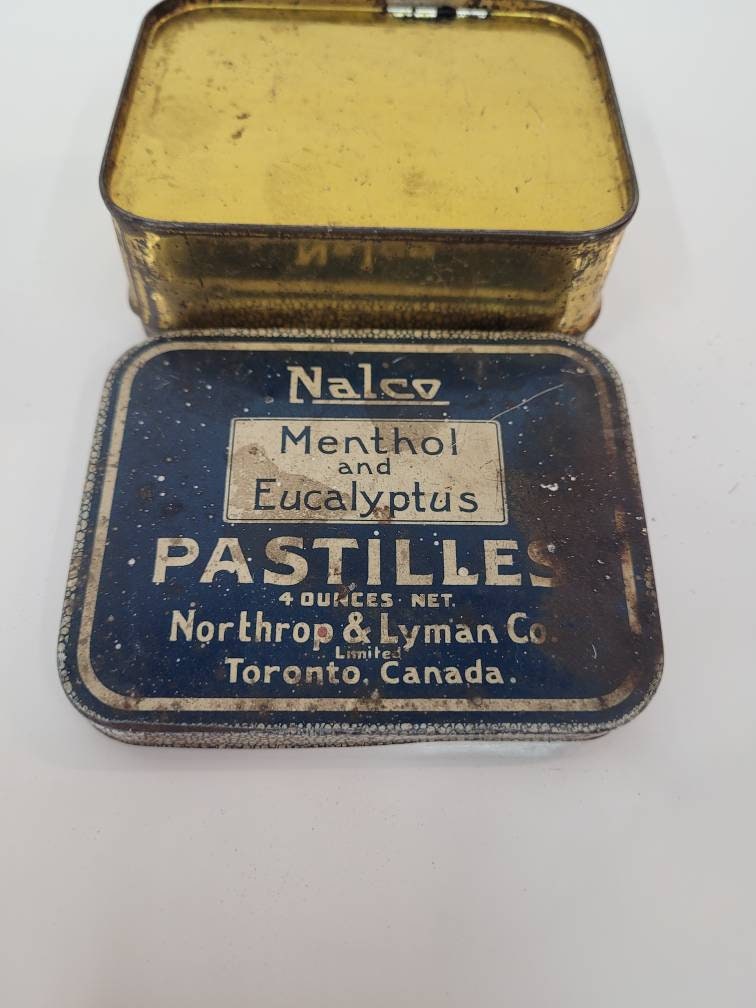 Nalco
Menthol
and
Eucalyptus
PASTILLES
4 OUNCES NET.
Northrop & Lyman Co.
Limited
Toronto, Canada.